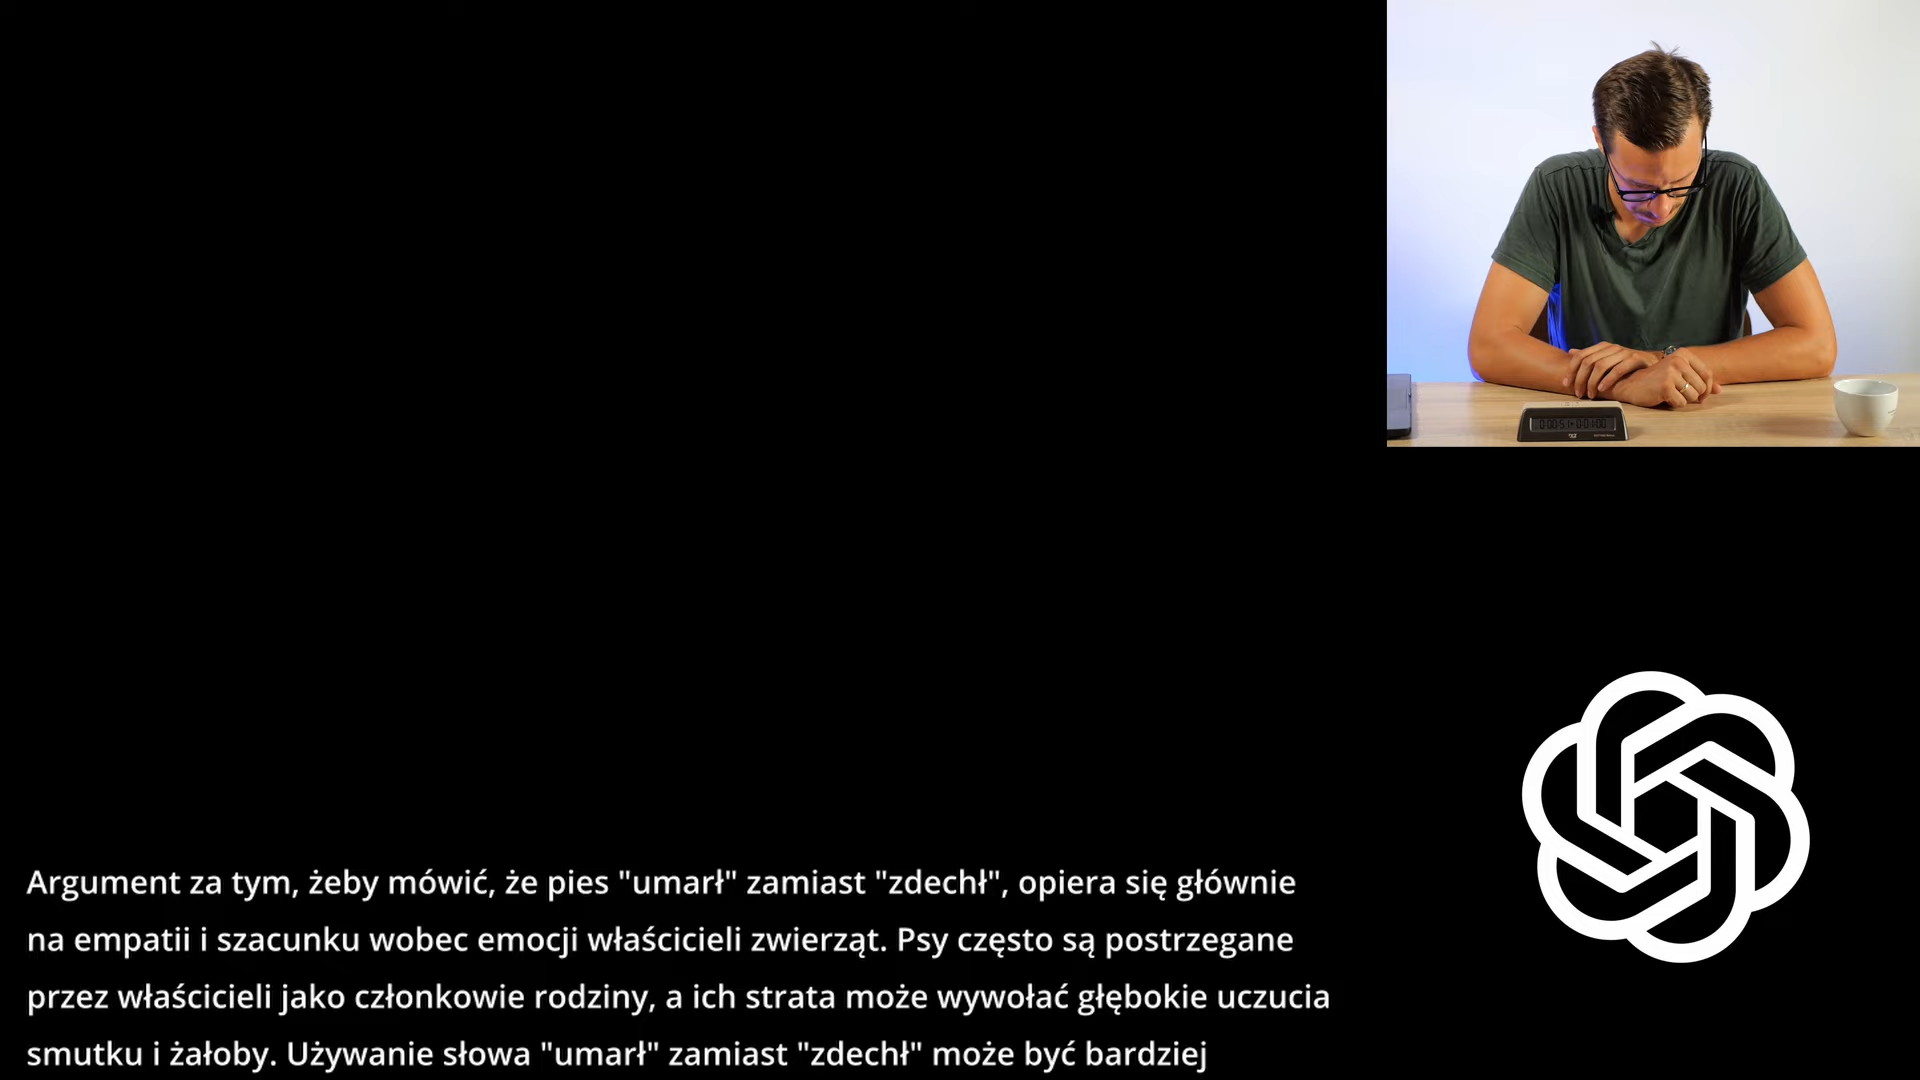 Argument za tym, żeby mówić, że pies "umarł" zamiast "zdechł", opiera się głównie
na empatii i szacunku wobec emocji właścicieli zwierząt. Psy często są postrzegane
przez właścicieli jako członkowie rodziny, a ich strata może wywołać głębokie uczucia
smutku i żałoby. Używanie słowa "umarł" zamiast "zdechł" może być bardziej